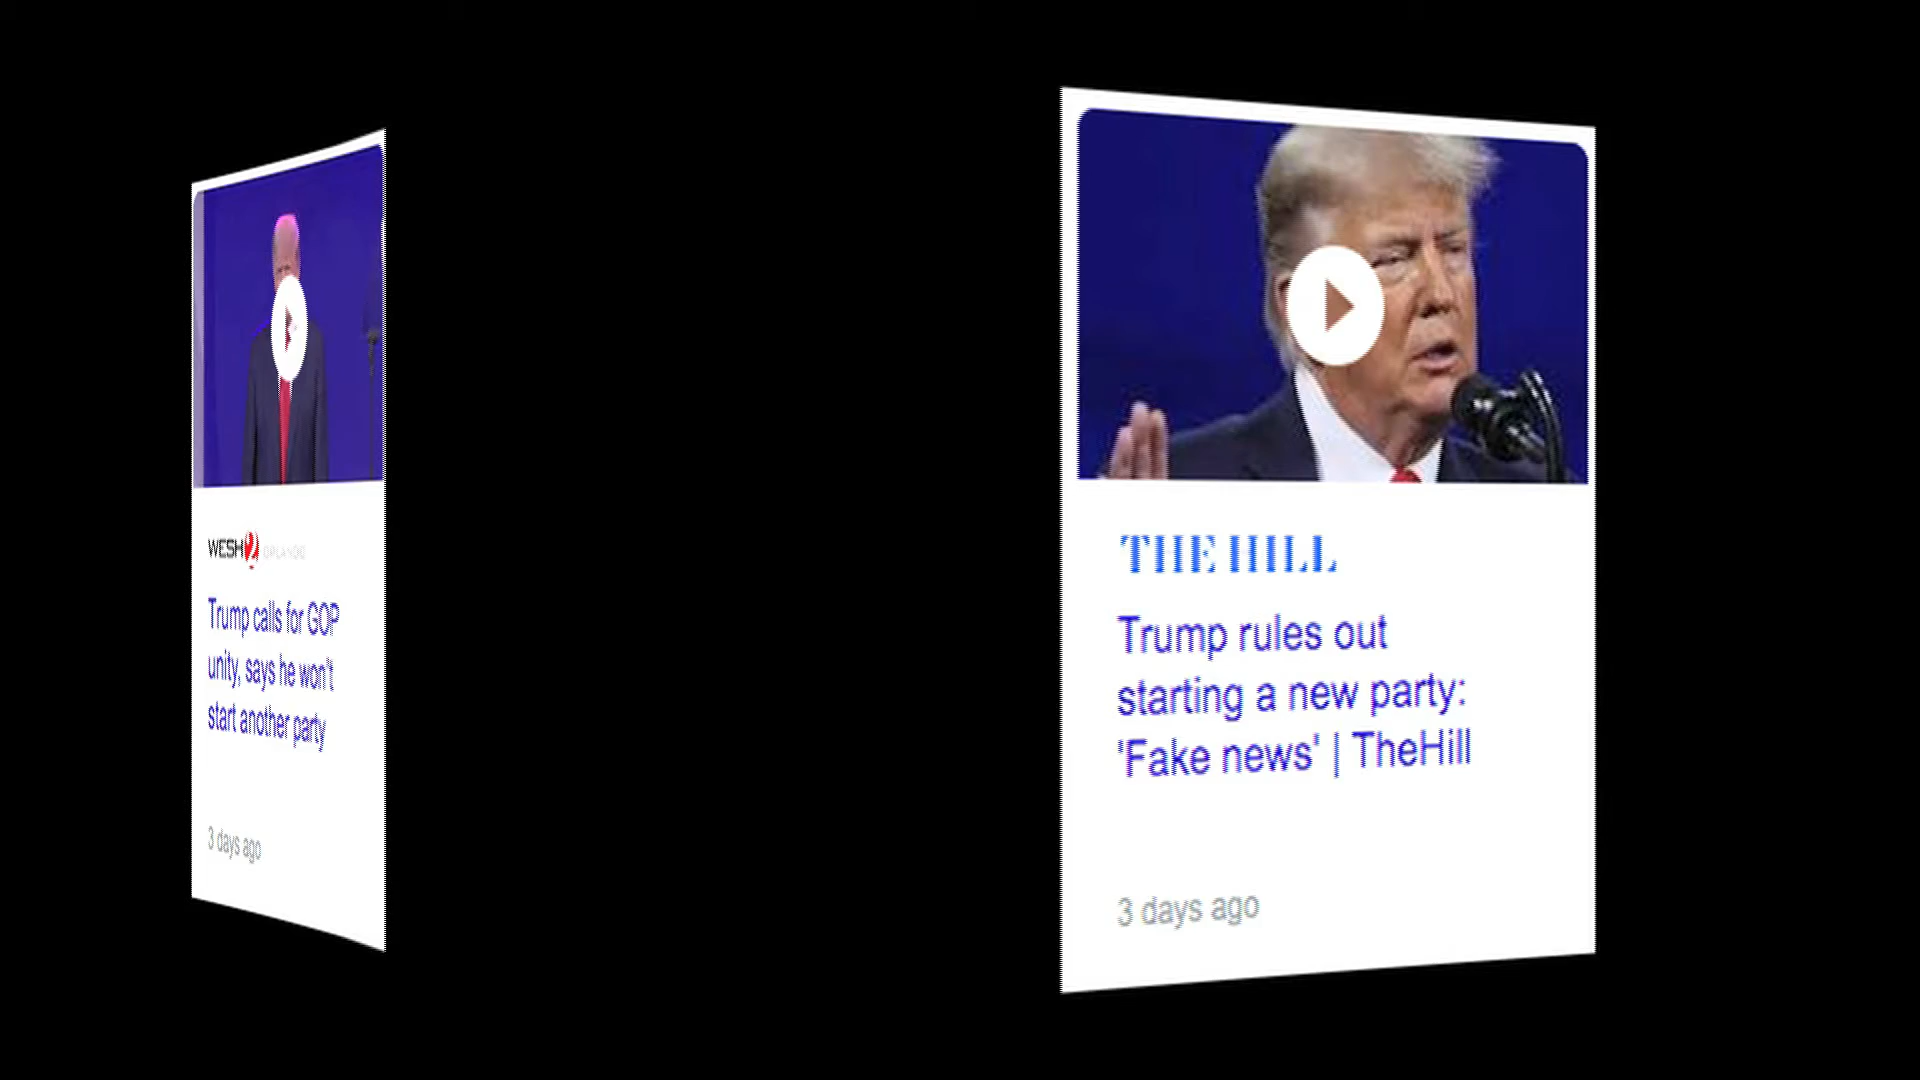 WESH 2 ORLANDO
Trump calls for GOP
unity, says he won't
start another party
3 days ago
THE HILL
Trump rules out
starting a new party:
'Fake news' | TheHill
3 days ago